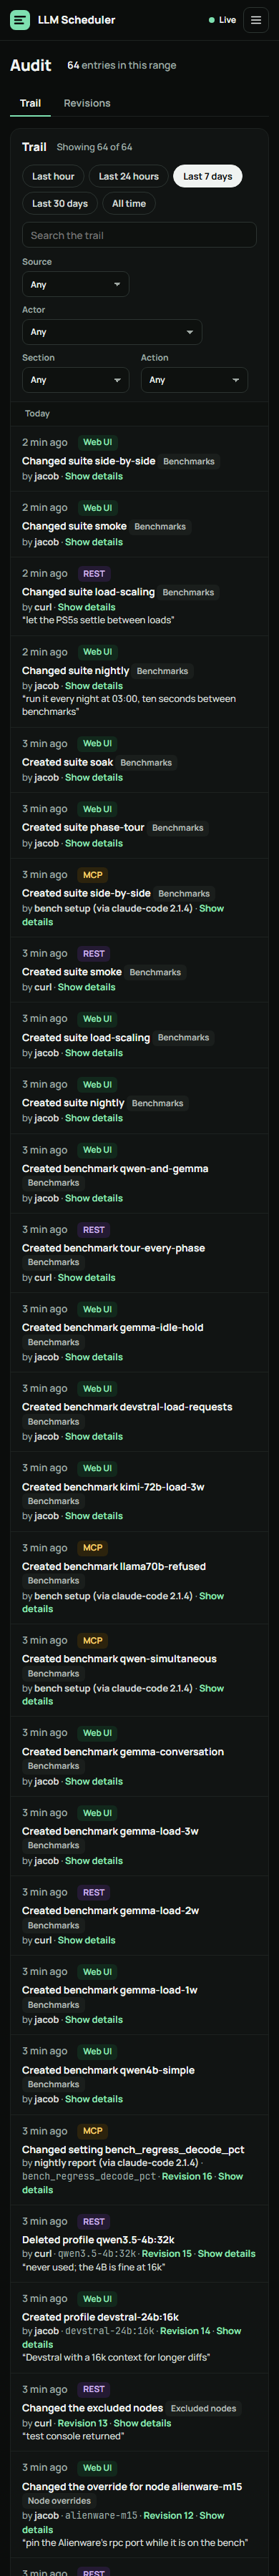 LLM Scheduler
Live
Audit 64 entries in this range
Trail Revisions
Trail Showing 64 of 64
Last hour Last 24 hours Last 7 days
Last 30 days All time
Search the trail
Source
Any
Actor
Any
Section Action
Any Any
Today
2 min ago Web UI
Changed suite side-by-side Benchmarks
by jacob · Show details
2 min ago Web UI
Changed suite smoke Benchmarks
by jacob · Show details
2 min ago REST
Changed suite load-scaling Benchmarks
by curl · Show details
“let the PS5s settle between loads”
2 min ago Web UI
Changed suite nightly Benchmarks
by jacob · Show details
“run it every night at 03:00, ten seconds between
benchmarks”
3 min ago Web UI
Created suite soak Benchmarks
by jacob · Show details
3 min ago Web UI
Created suite phase-tour Benchmarks
by jacob · Show details
3 min ago MCP
Created suite side-by-side Benchmarks
by bench setup (via claude-code 2.1.4) · Show
details
3 min ago REST
Created suite smoke Benchmarks
by curl · Show details
3 min ago Web UI
Created suite load-scaling Benchmarks
by jacob · Show details
3 min ago Web UI
Created suite nightly Benchmarks
by jacob · Show details
3 min ago Web UI
Created benchmark qwen-and-gemma
Benchmarks
by jacob · Show details
3 min ago REST
Created benchmark tour-every-phase
Benchmarks
by curl · Show details
3 min ago Web UI
Created benchmark gemma-idle-hold
Benchmarks
by jacob · Show details
3 min ago Web UI
Created benchmark devstral-load-requests
Benchmarks
by jacob · Show details
3 min ago Web UI
Created benchmark kimi-72b-load-3w
Benchmarks
by jacob · Show details
3 min ago MCP
Created benchmark llama70b-refused
Benchmarks
by bench setup (via claude-code 2.1.4) · Show
details
3 min ago MCP
Created benchmark qwen-simultaneous
Benchmarks
by bench setup (via claude-code 2.1.4) · Show
details
3 min ago Web UI
Created benchmark gemma-conversation
Benchmarks
by jacob · Show details
3 min ago Web UI
Created benchmark gemma-load-3w
Benchmarks
by jacob · Show details
3 min ago REST
Created benchmark gemma-load-2w
Benchmarks
by curl · Show details
3 min ago Web UI
Created benchmark gemma-load-1w
Benchmarks
by jacob · Show details
3 min ago Web UI
Created benchmark qwen4b-simple
Benchmarks
by jacob · Show details
3 min ago MCP
Changed setting bench_regress_decode_pct
by nightly report (via claude-code 2.1.4) ·
bench_regress_decode_pct · Revision 16 · Show
details
3 min ago REST
Deleted profile qwen3.5-4b:32k
by curl · qwen3.5-4b:32k · Revision 15 · Show details
“never used; the 4B is fine at 16k”
3 min ago Web UI
Created profile devstral-24b:16k
by jacob · devstral-24b:16k · Revision 14 · Show
details
“Devstral with a 16k context for longer diffs”
3 min ago REST
Changed the excluded nodes Excluded nodes
by curl · Revision 13 · Show details
“test console returned”
3 min ago Web UI
Changed the override for node alienware-m15
Node overrides
by jacob · alienware-m15 · Revision 12 · Show
details
“pin the Alienware's rpc port while it is on the bench”
3 min ago REST